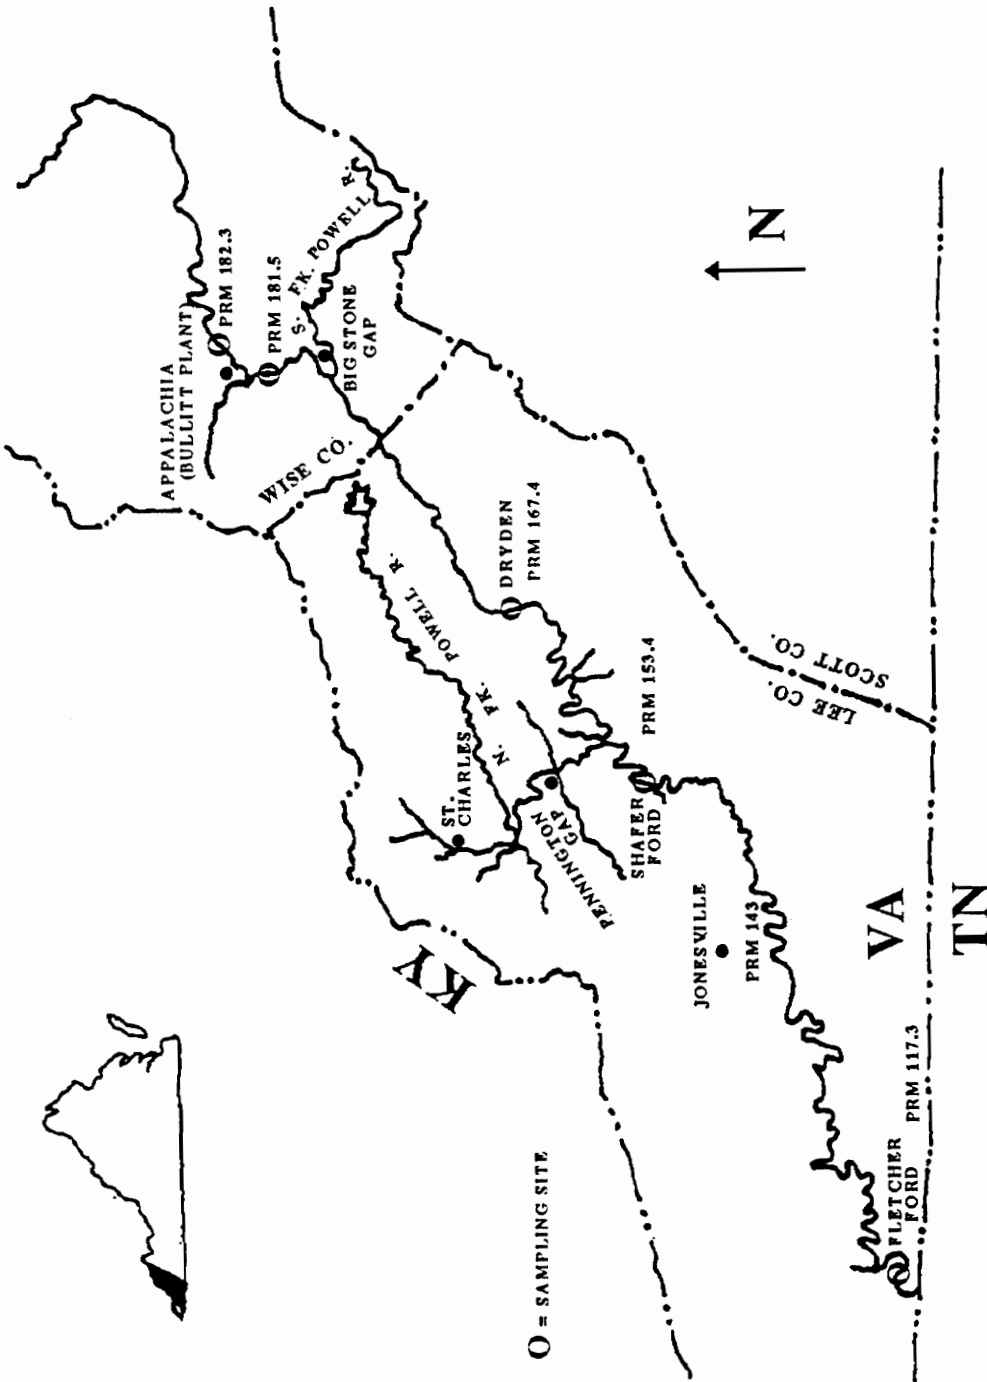 APPALACHIA
(BULLITT PLANT)
PRM 182.3
PRM 181.5
S. FK. POWELL R.
BIG STONE
GAP
WISE CO.
DRYDEN
PRM 167.4
N. FK. POWELL R.
ST.
CHARLES
PENNINGTON
GAP
SHAFER
FORD
PRM 153.4
LEE CO.
SCOTT CO.
N
KY
JONESVILLE
PRM 143
VA
TN
FLETCHER
FORD
PRM 117.3
O = SAMPLING SITE